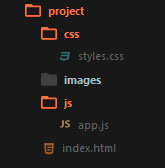 project
css
styles.css
images
js
JS app.js
index.html